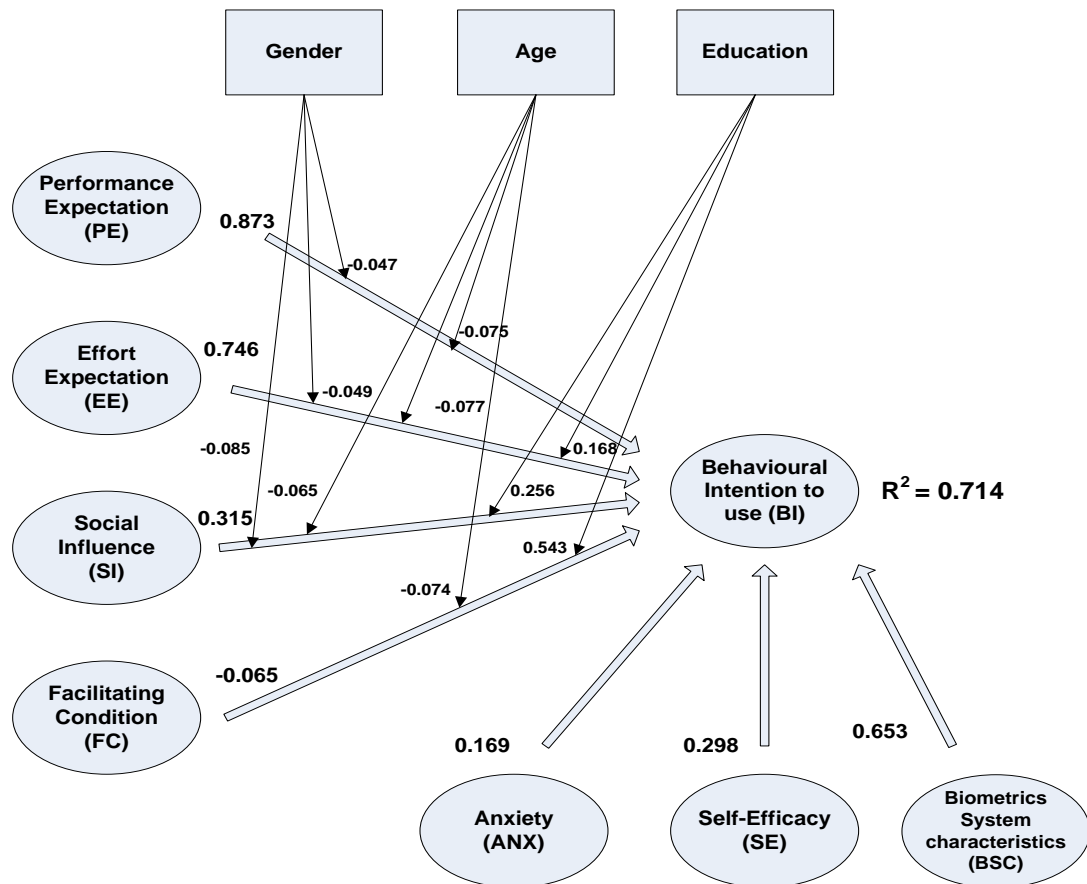 Gender
Age
Education
Performance
Expectation
(PE)
0.873
-0.047
-0.075
Effort
Expectation
(EE)
0.746
-0.049
-0.077
0.168
-0.085
Behavioural
Intention to
use (BI)
R² = 0.714
-0.065
0.256
Social
Influence
(SI)
0.315
0.543
-0.074
Facilitating
Condition
(FC)
-0.065
0.169
0.298
0.653
Anxiety
(ANX)
Self-Efficacy
(SE)
Biometrics
System
characteristics
(BSC)